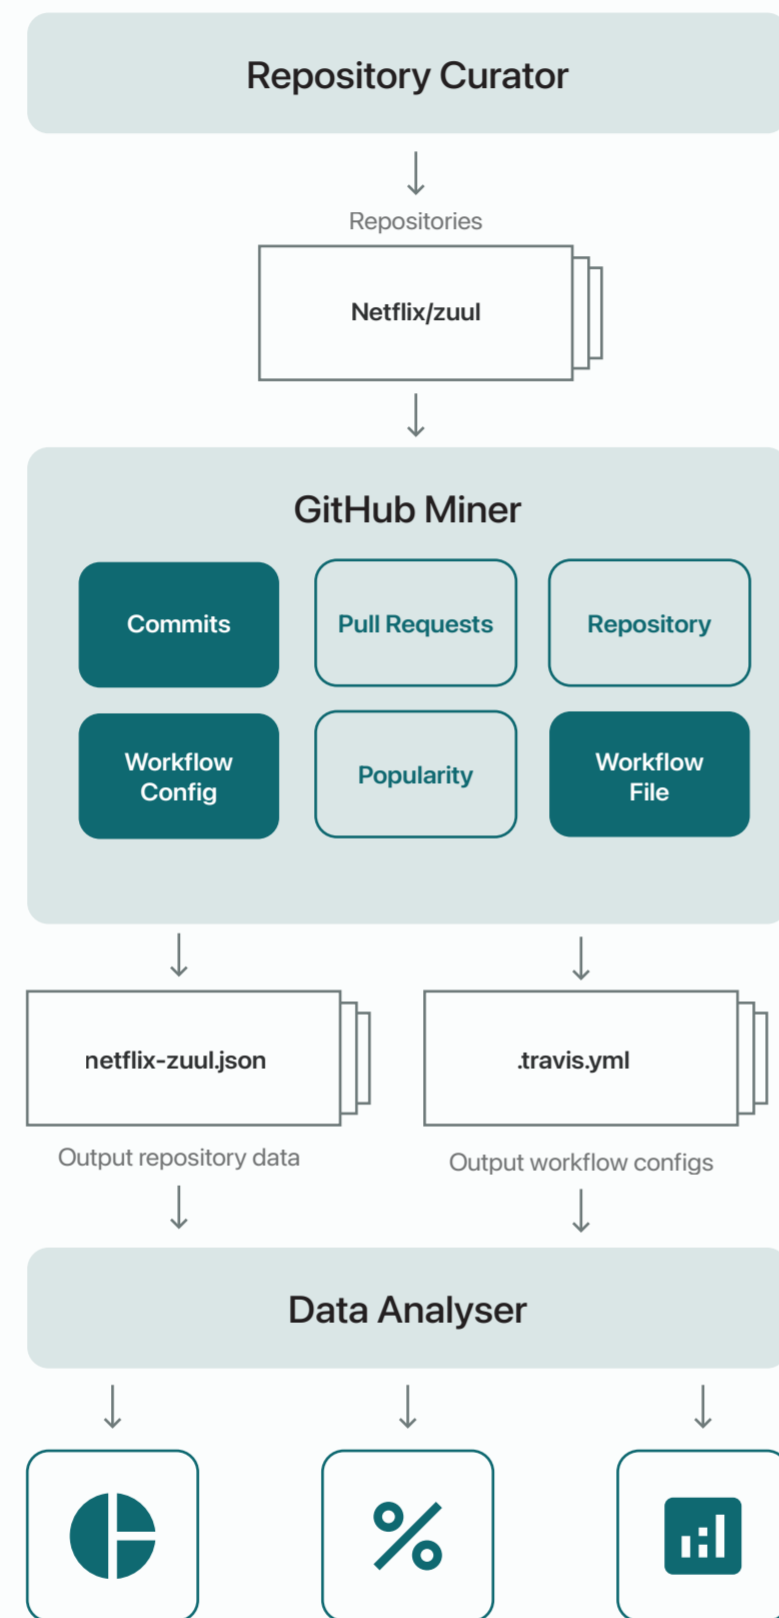 Repository Curator
Repositories
Netflix/zuul
GitHub Miner
Commits
Pull Requests
Repository
Workflow
Config
Popularity
Workflow
File
netflix-zuul.json
.travis.yml
Output repository data
Output workflow configs
Data Analyser
%